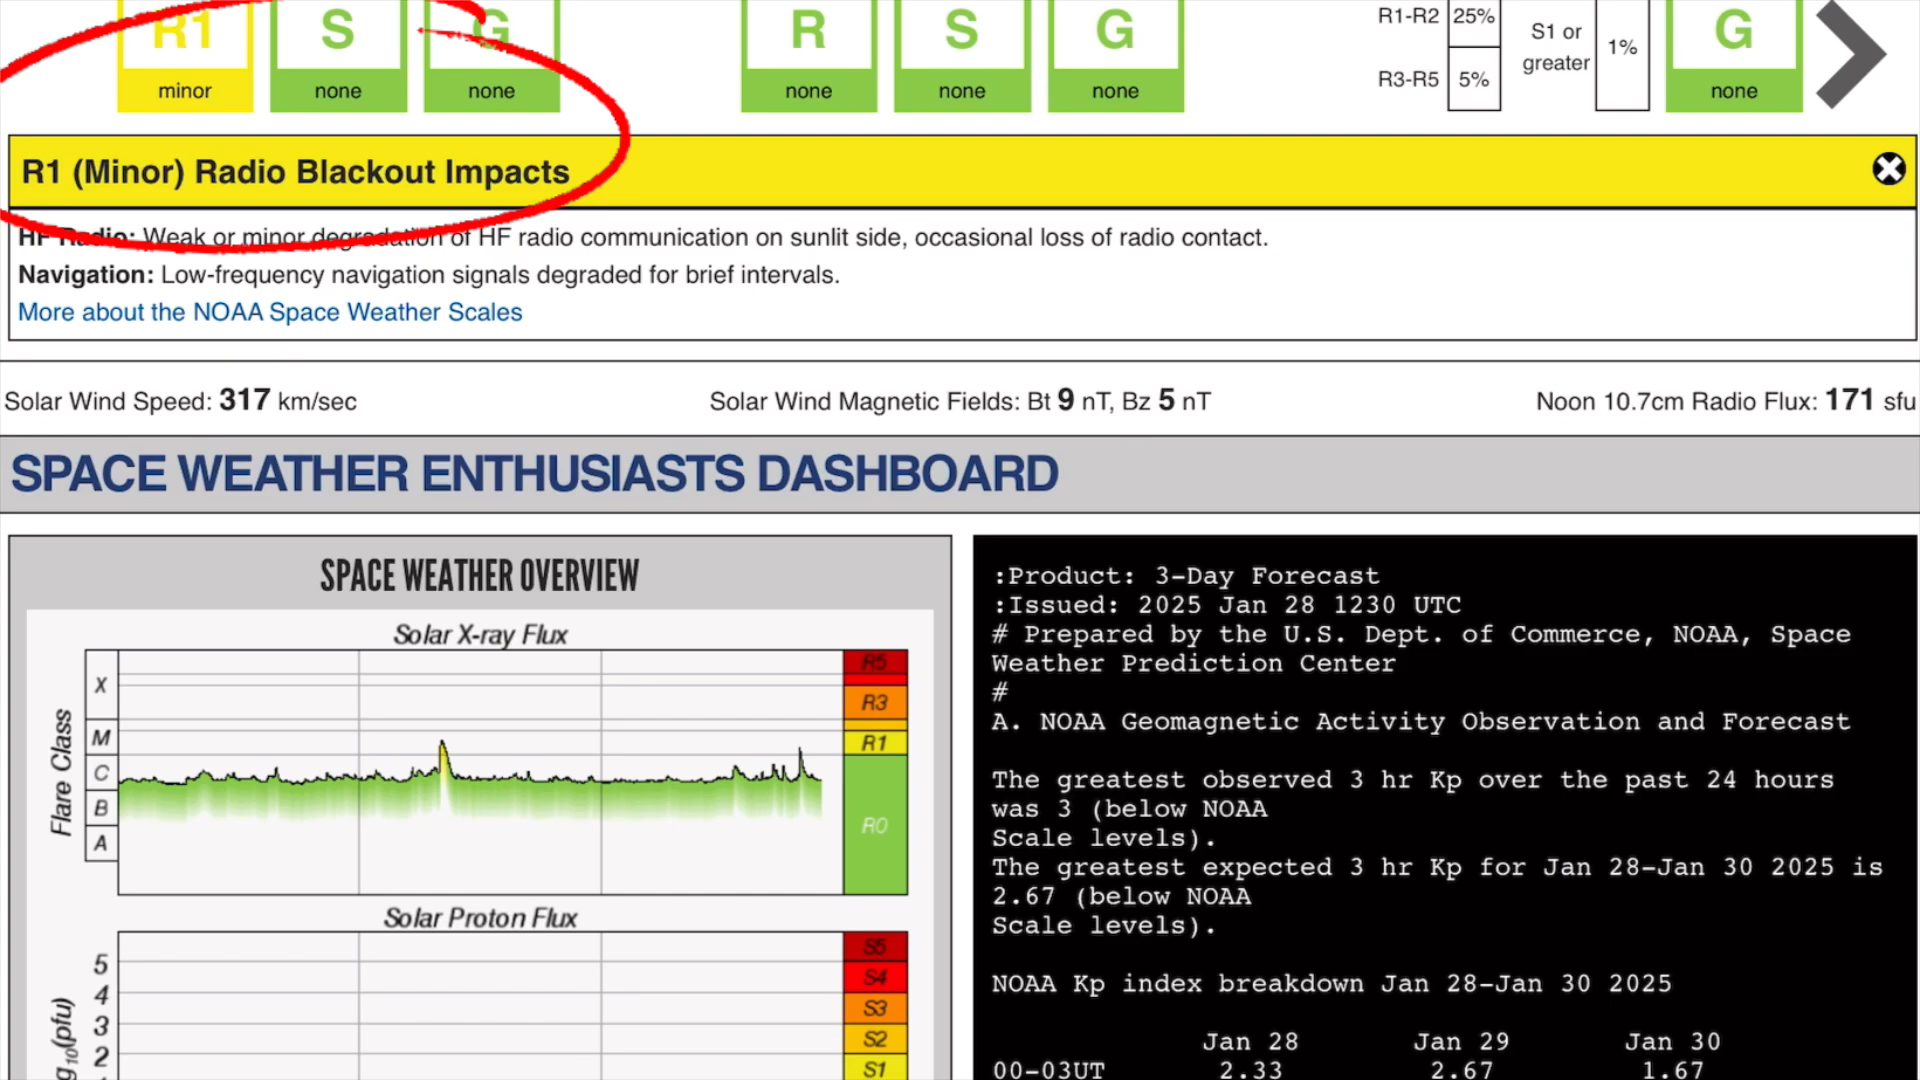 R1 S G R S G R1-R2 25% S1 or greater 1% G
minor none none none none none R3-R5 5% none
R1 (Minor) Radio Blackout Impacts
HF Radio: Weak or minor degradation of HF radio communication on sunlit side, occasional loss of radio contact.
Navigation: Low-frequency navigation signals degraded for brief intervals.
More about the NOAA Space Weather Scales
Solar Wind Speed: 317 km/sec Solar Wind Magnetic Fields: Bt 9 nT, Bz 5 nT Noon 10.7cm Radio Flux: 171 sfu
SPACE WEATHER ENTHUSIASTS DASHBOARD
SPACE WEATHER OVERVIEW
Solar X-ray Flux
Flare Class
X
M
C
B
A
R5
R3
R1
R0
Solar Proton Flux
5
4
3
2
10(pfu)
S5
S4
S3
S2
S1
:Product: 3-Day Forecast
:Issued: 2025 Jan 28 1230 UTC
# Prepared by the U.S. Dept. of Commerce, NOAA, Space
Weather Prediction Center
#
A. NOAA Geomagnetic Activity Observation and Forecast
The greatest observed 3 hr Kp over the past 24 hours
was 3 (below NOAA
Scale levels).
The greatest expected 3 hr Kp for Jan 28-Jan 30 2025 is
2.67 (below NOAA
Scale levels).
NOAA Kp index breakdown Jan 28-Jan 30 2025
Jan 28 Jan 29 Jan 30
00-03UT 2.33 2.67 1.67